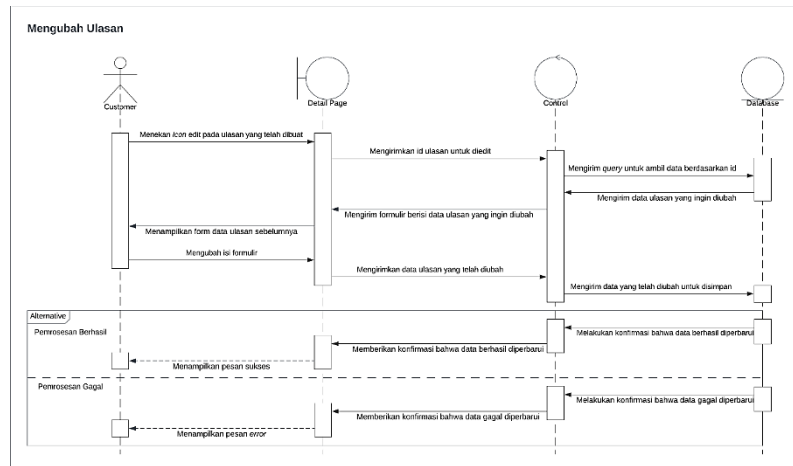 Mengubah Ulasan
Customer
Detail Page
Control
Database
Menekan icon edit pada ulasan yang telah dibuat
Mengirimkan id ulasan untuk diedit
Mengirim query untuk ambil data berdasarkan id
Mengirim data ulasan yang ingin diubah
Mengirim formulir berisi data ulasan yang ingin diubah
Menampilkan form data ulasan sebelumnya
Mengubah isi formulir
Mengirimkan data ulasan yang telah diubah
Mengirim data yang telah diubah untuk disimpan
Alternative
Pemrosesan Berhasil
Melakukan konfirmasi bahwa data berhasil diperbarui
Memberikan konfirmasi bahwa data berhasil diperbarui
Menampilkan pesan sukses
Pemrosesan Gagal
Melakukan konfirmasi bahwa data gagal diperbarui
Memberikan konfirmasi bahwa data gagal diperbarui
Menampilkan pesan error